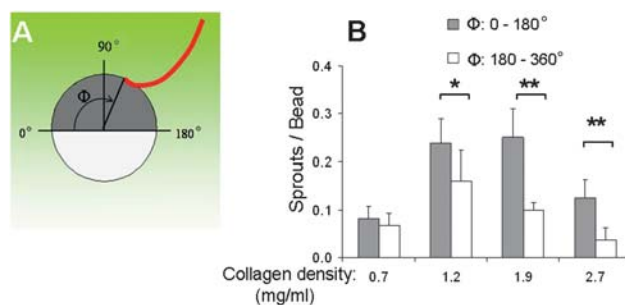 A
90°
Φ
0°
180°
B
Φ: 0 - 180°
Φ: 180 - 360°
Sprouts / Bead
0.4
0.3
0.2
0.1
0.0
*
**
**
Collagen density:
(mg/ml)
0.7
1.2
1.9
2.7